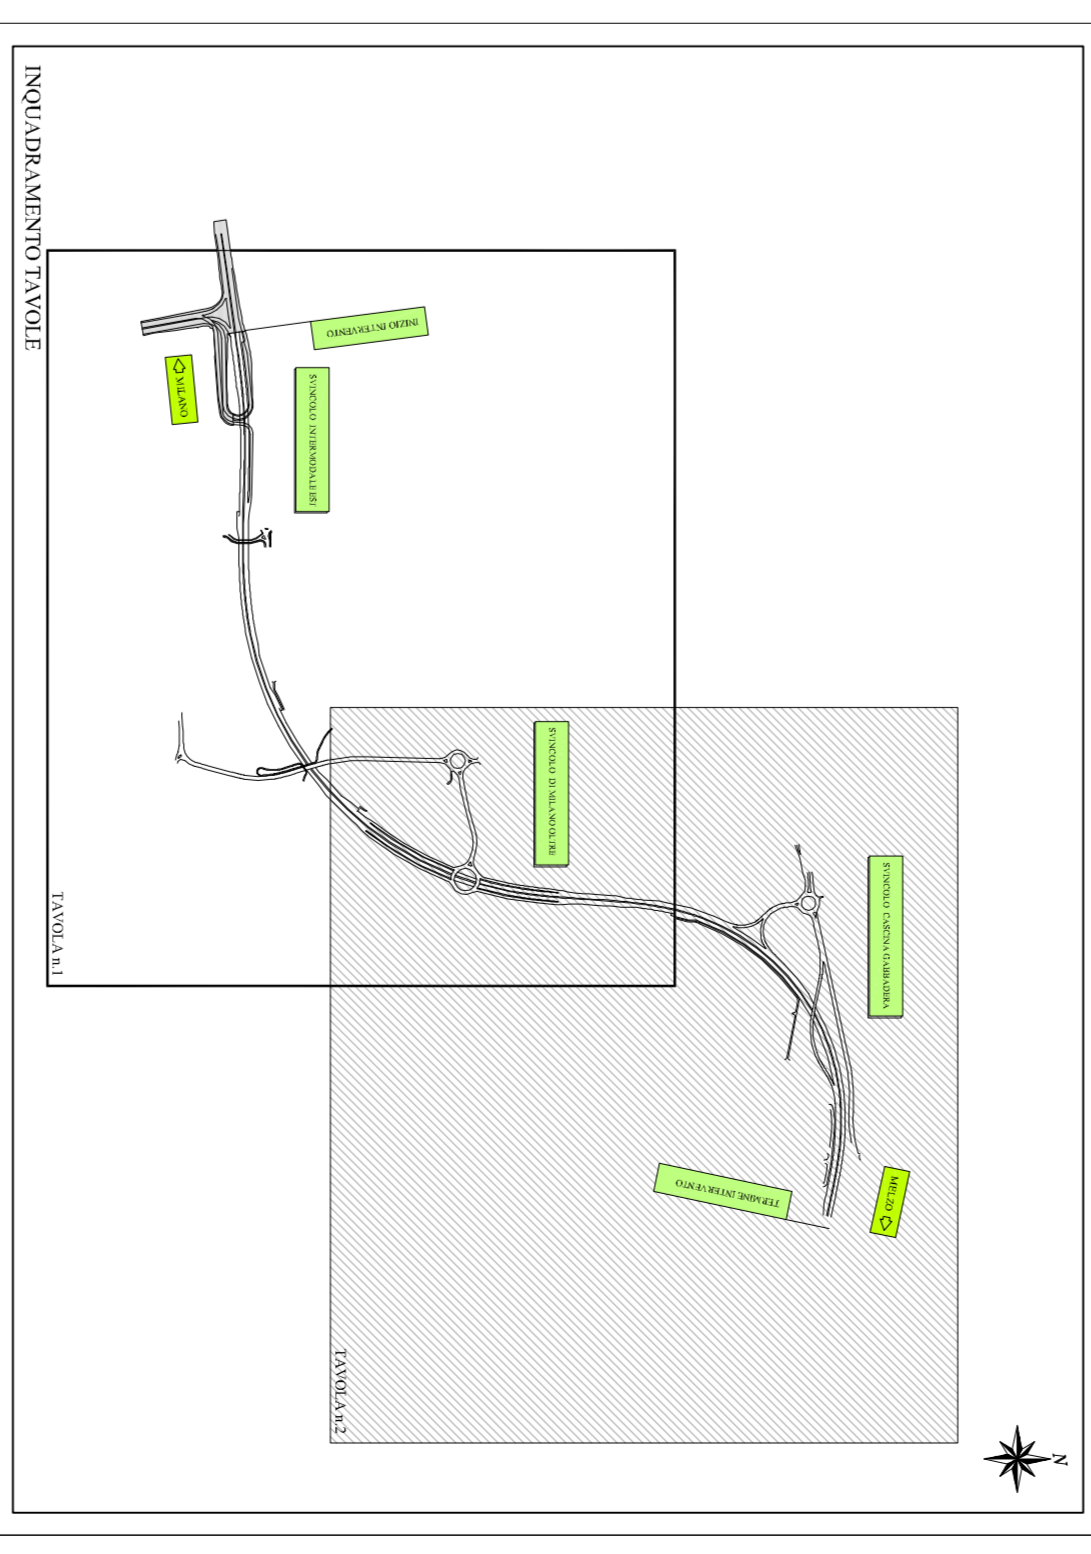 INQUADRAMENTO TAVOLE
N
INIZIO INTERVENTO
MILANO
SVINCOLO INTERMODALE
SVINCOLO DI MILANO OLTRE
SVINCOLO CASCINA GABBADERA
MELZO
TERMINE INTERVENTO
TAVOLA n.1
TAVOLA n.2